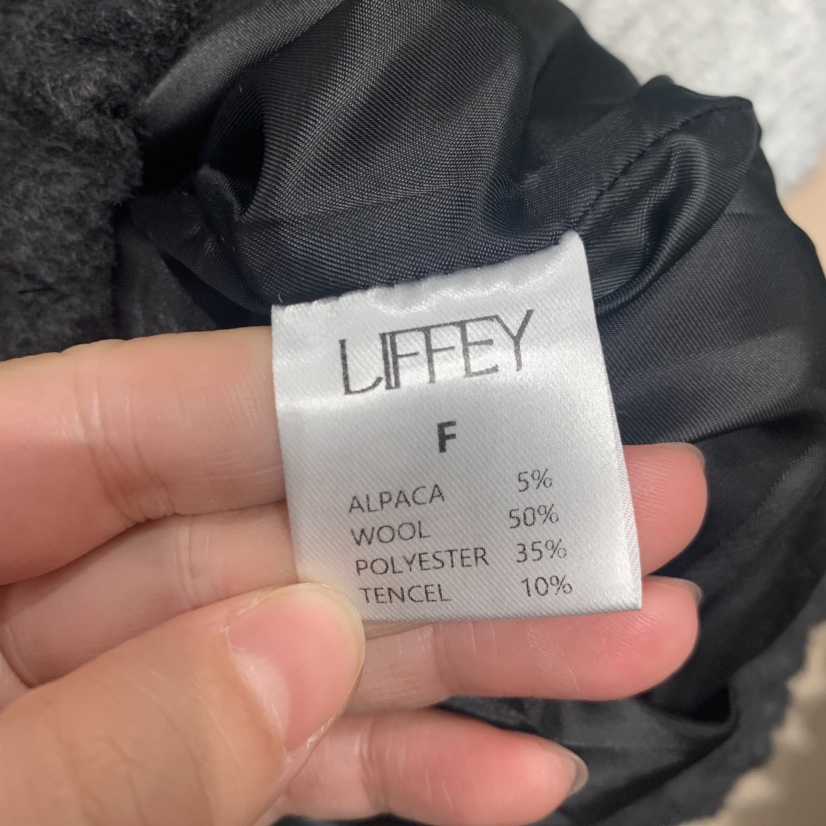 LIFFEY
F
ALPACA 5%
WOOL 50%
POLYESTER 35%
TENCEL 10%